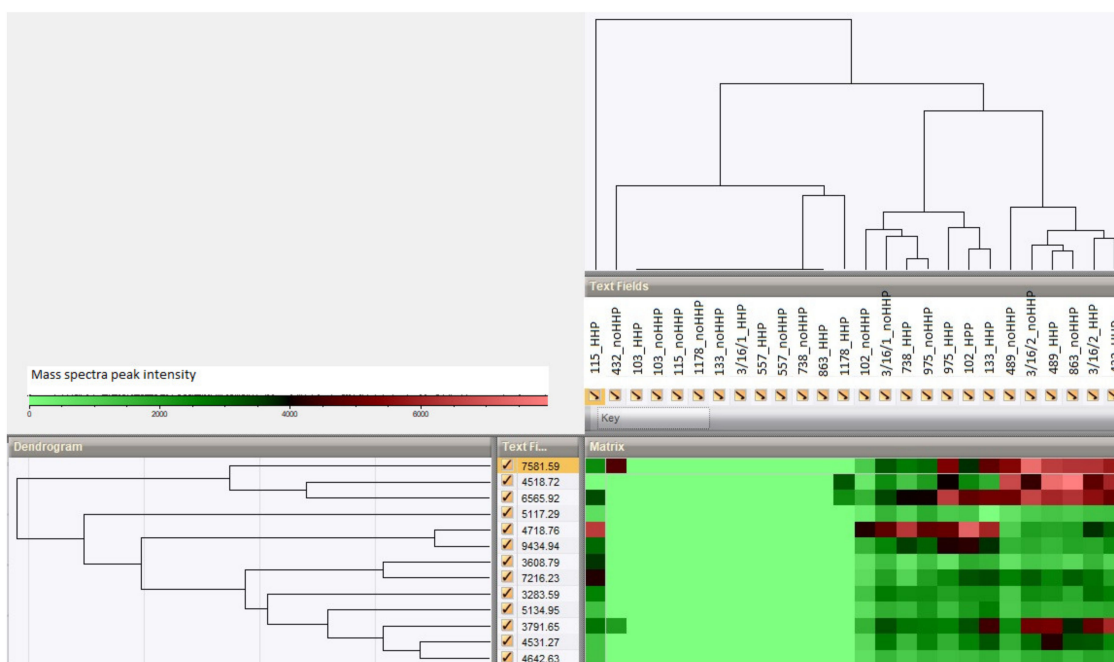 Text Fields
115_HHP
432_noHHP
103_HHP
103_noHHP
115_noHHP
1178_noHHP
133_noHHP
3/16/1_HHP
557_HHP
557_noHHP
738_noHHP
863_HHP
1178_HHP
102_noHHP
3/16/1_noHHP
738_HHP
975_noHHP
975_HHP
102_HPP
133_HHP
489_noHHP
3/16/2_noHHP
489_HHP
863_noHHP
3/16/2_HHP
Mass spectra peak intensity
0 2000 4000 6000
Key
Dendrogram Text Fi... Matrix
7581.59
4518.72
6565.92
5117.29
4718.76
9434.94
3608.79
7216.23
3283.59
5134.95
3791.65
4531.27
4642.63